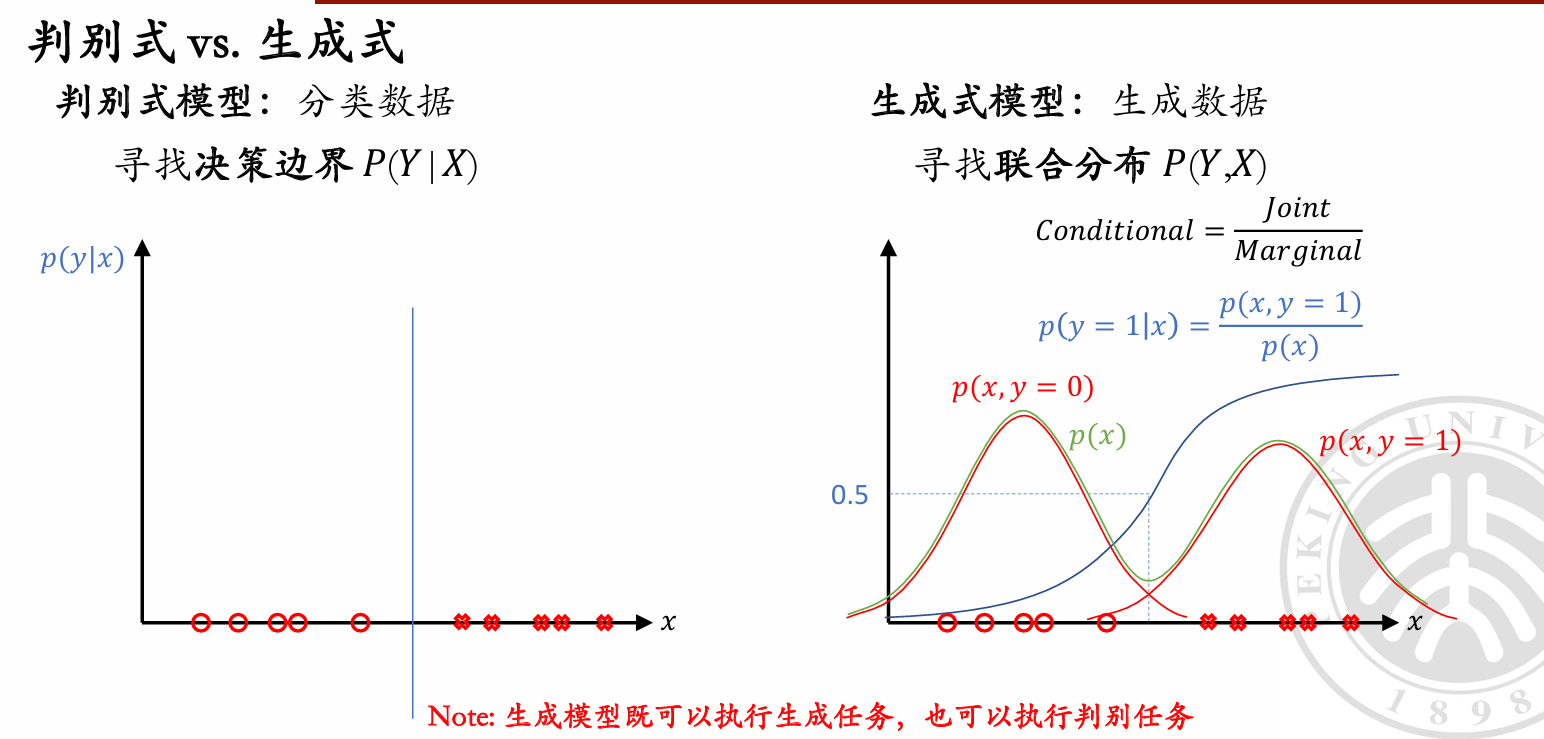 判别式 vs. 生成式
判别式模型：分类数据
寻找决策边界 P(Y|X)
p(y|x)
x
生成式模型：生成数据
寻找联合分布 P(Y,X)
Conditional = Joint / Marginal
p(y = 1|x) = p(x, y = 1) / p(x)
p(x, y = 0)
p(x)
p(x, y = 1)
0.5
x
Note: 生成模型既可以执行生成任务，也可以执行判别任务
PEKING UNIV
1898